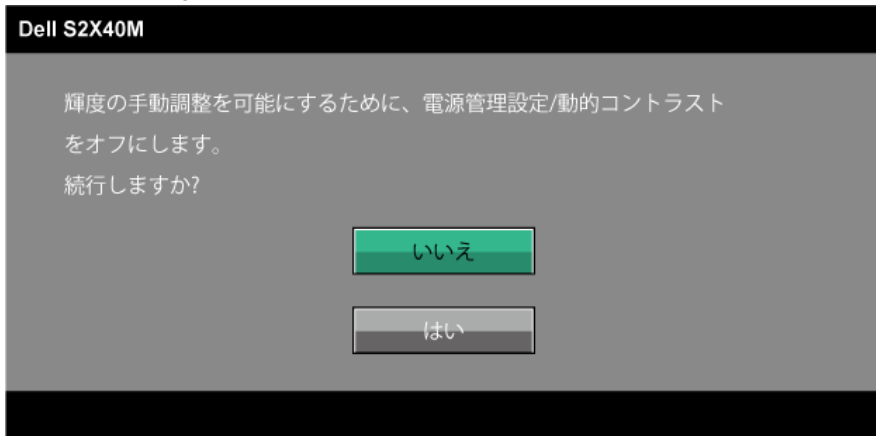 Dell S2X40M
輝度の手動調整を可能にするために、電源管理設定/動的コントラスト
をオフにします。
続行しますか?
いいえ
はい